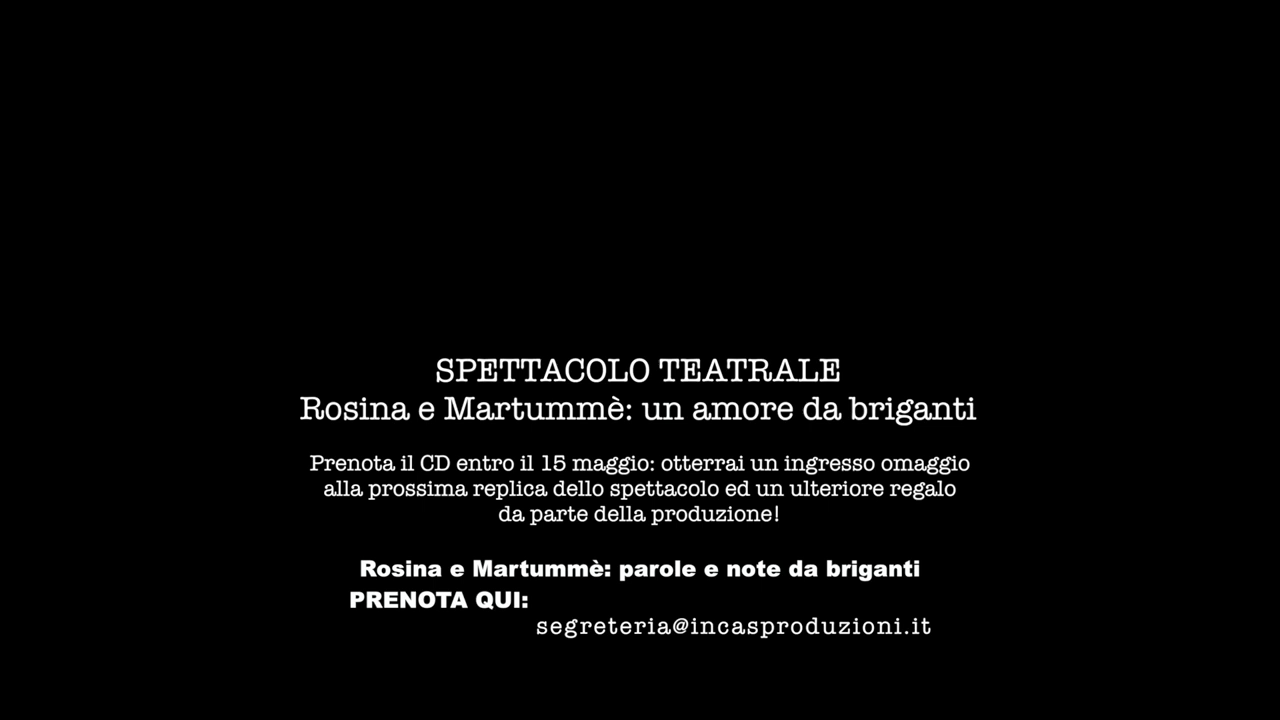 SPETTACOLO TEATRALE
Rosina e Martummè: un amore da briganti
Prenota il CD entro il 15 maggio: otterrai un ingresso omaggio
alla prossima replica dello spettacolo ed un ulteriore regalo
da parte della produzione!
Rosina e Martummè: parole e note da briganti
PRENOTA QUI:
segreteria@incasproduzioni.it